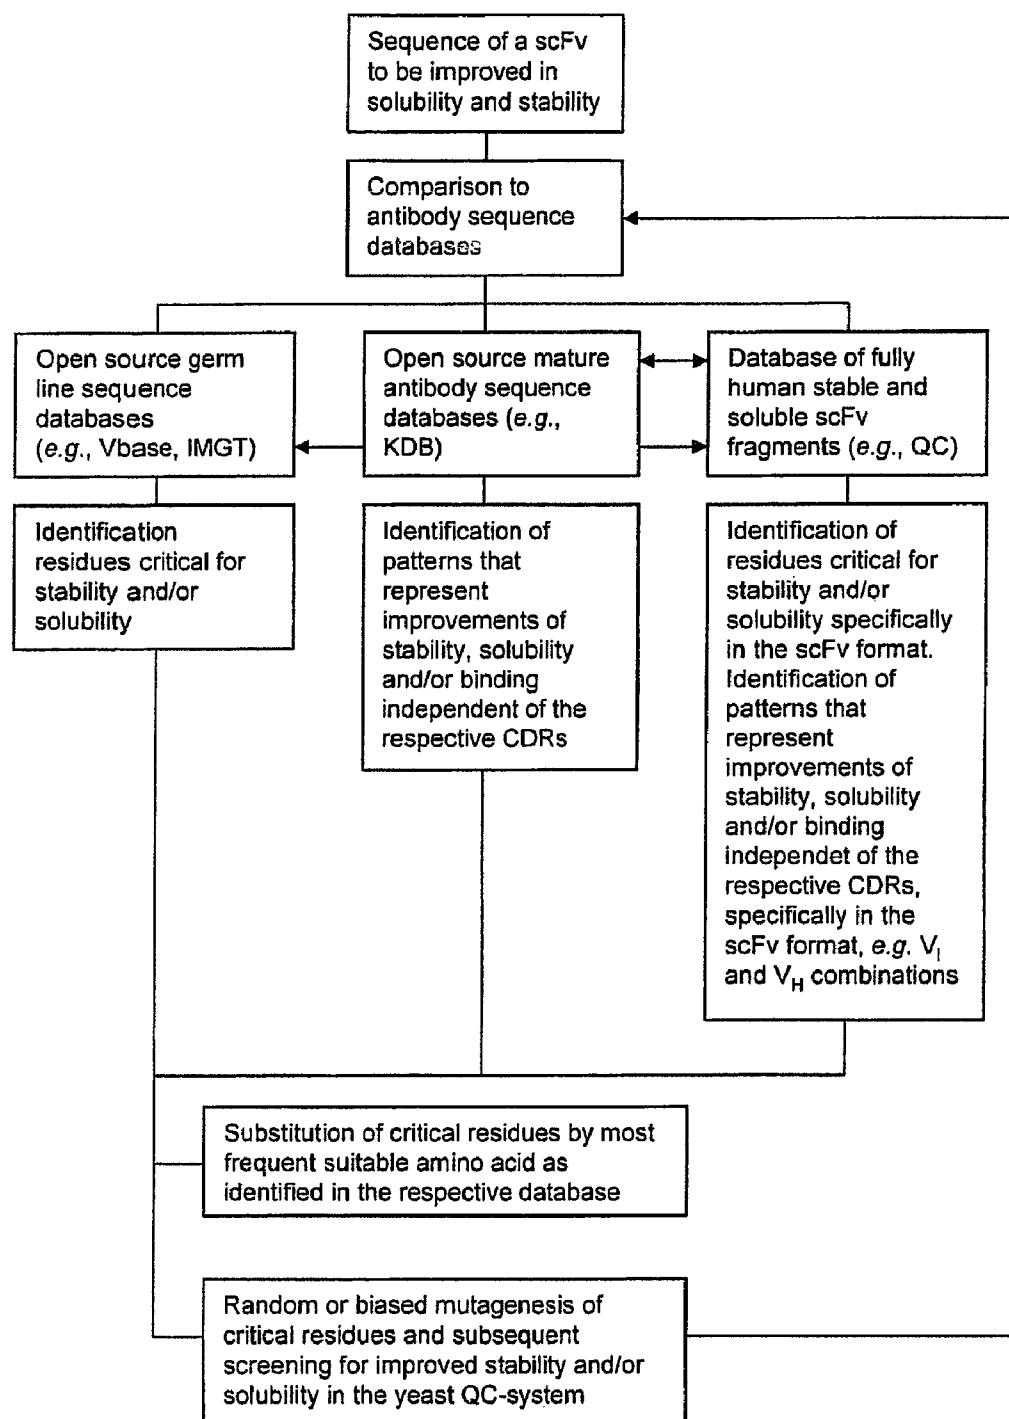 Sequence of a scFv
to be improved in
solubility and stability
Comparison to
antibody sequence
databases
Open source germ
line sequence
databases
(e.g., Vbase, IMGT)
Open source mature
antibody sequence
databases (e.g.,
KDB)
Database of fully
human stable and
soluble scFv
fragments (e.g., QC)
Identification
residues critical for
stability and/or
solubility
Identification of
patterns that
represent
improvements of
stability, solubility
and/or binding
independent of the
respective CDRs
Identification of
residues critical for
stability and/or
solubility specifically
in the scFv format.
Identification of
patterns that
represent
improvements of
stability, solubility
and/or binding
independet of the
respective CDRs,
specifically in the
scFv format, e.g. Vl
and VH combinations
Substitution of critical residues by most
frequent suitable amino acid as
identified in the respective database
Random or biased mutagenesis of
critical residues and subsequent
screening for improved stability and/or
solubility in the yeast QC-system